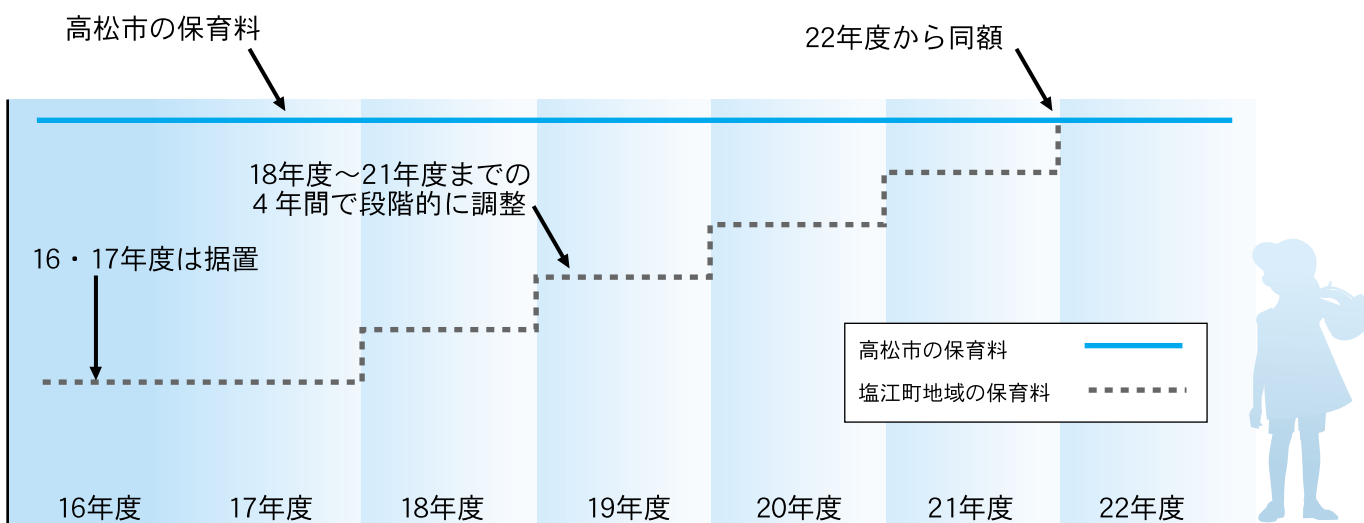 高松市の保育料
22年度から同額
18年度～21年度までの
４年間で段階的に調整
16・17年度は据置
高松市の保育料
塩江町地域の保育料
16年度
17年度
18年度
19年度
20年度
21年度
22年度